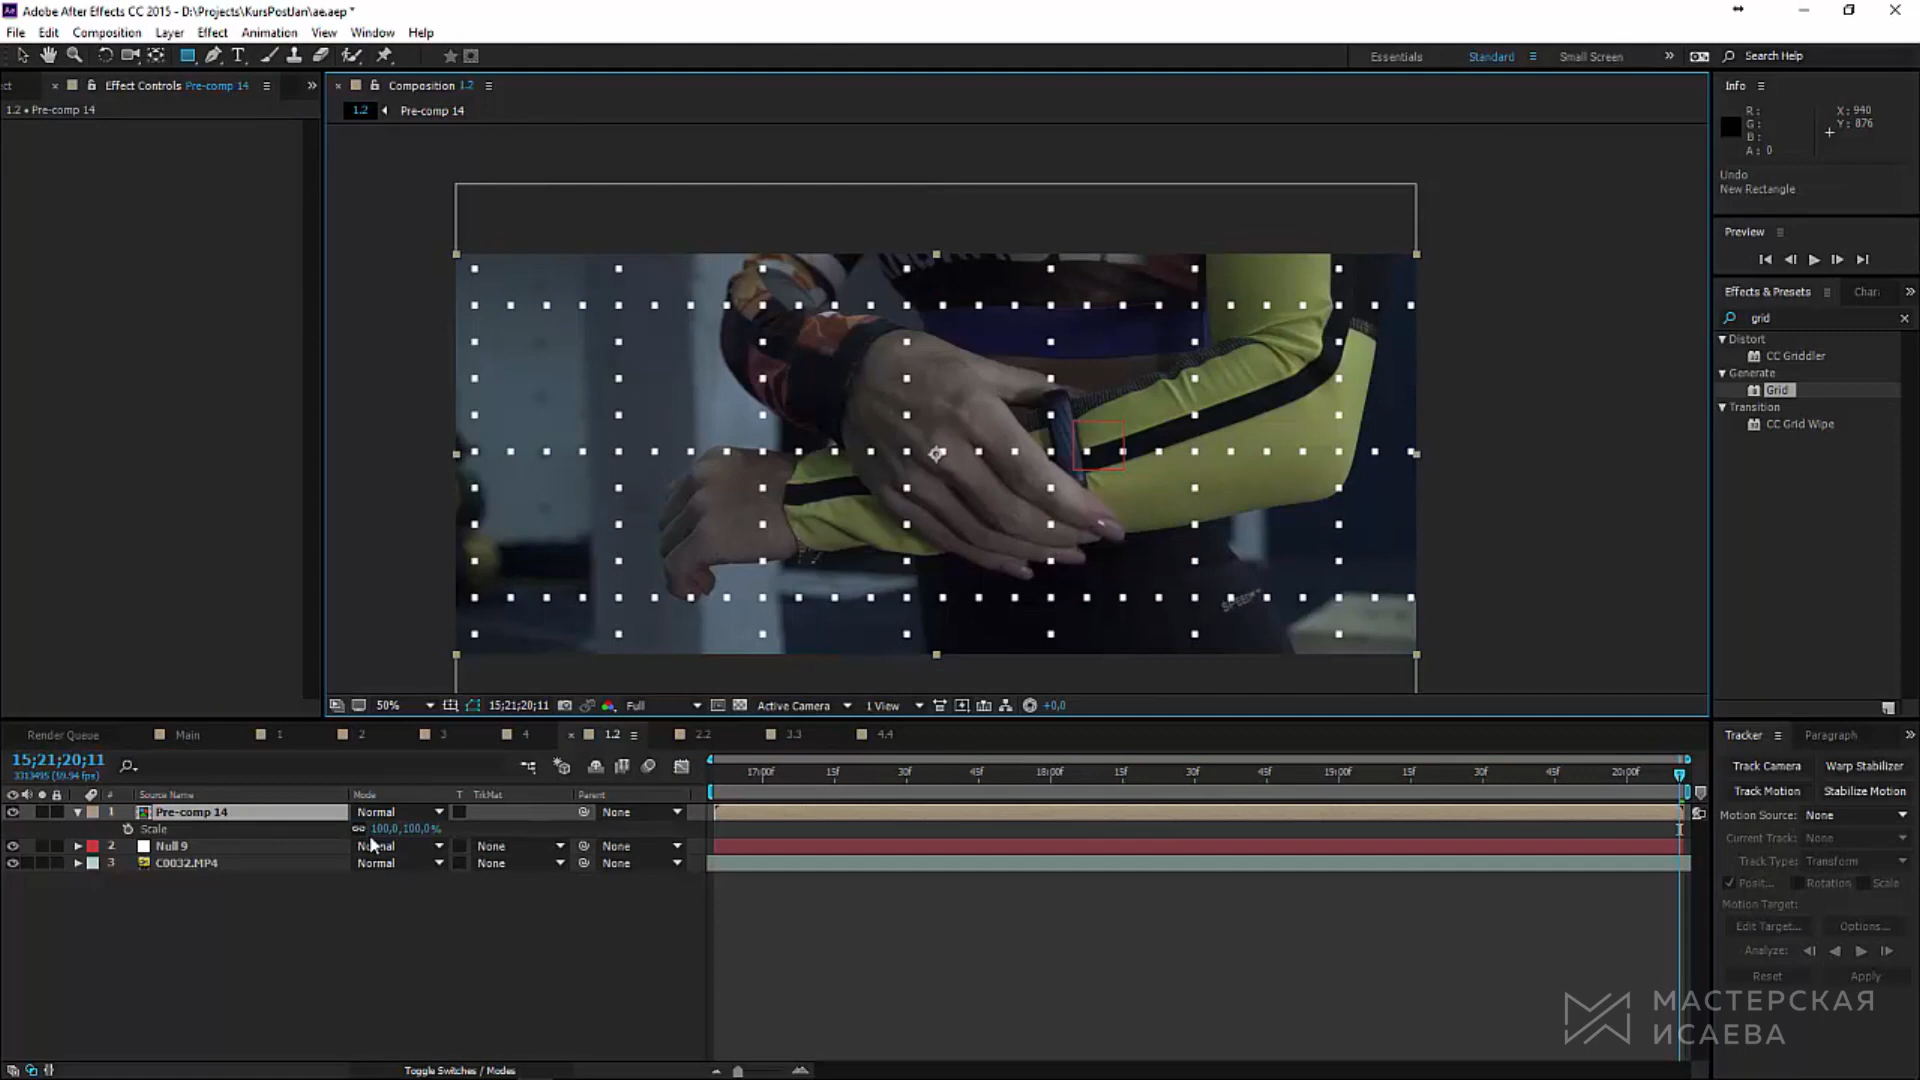 Adobe After Effects CC 2015 - D:\Projects\KursPostJan\ae.aep *
File Edit Composition Layer Effect Animation View Window Help
Essentials Standard Small Screen Search Help
Effect Controls Pre-comp 14
1.2 • Pre-comp 14
Composition 1.2
1.2 Pre-comp 14
Info
R: X: 940
G: Y: 876
B:
A: 0
Undo
New Rectangle
Preview
Effects & Presets Char
grid
Distort
CC Griddler
Generate
Grid
Transition
CC Grid Wipe
50% 15;21;20;11 Full Active Camera 1 View +0,0
Render Queue Main 1 2 3 4 1.2 2.2 3.3 4.4
15;21;20;11
3313495 (59.94 fps)
17:00f 15f 30f 45f 18:00f 15f 30f 45f 19:00f 15f 30f 45f 20:00f
# Source Name Mode T TrkMat Parent
1 Pre-comp 14 Normal None
Scale 100,0,100,0%
2 Null 9 Normal None None
3 C0032.MP4 Normal None None
Toggle Switches / Modes
Tracker Paragraph
Track Camera Warp Stabilizer
Track Motion Stabilize Motion
Motion Source: None
Current Track: None
Track Type: Transform
Posit... Rotation Scale
Motion Target:
Edit Target... Options...
Analyze:
Reset Apply
МАСТЕРСКАЯ
ИСАЕВА